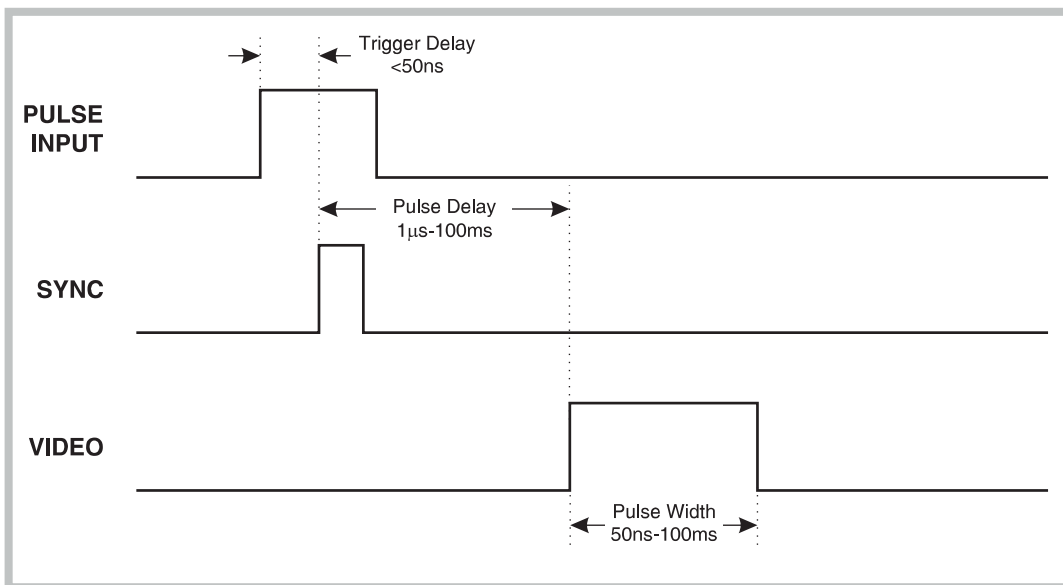 Trigger Delay
<50ns
PULSE
INPUT
Pulse Delay
1µs-100ms
SYNC
VIDEO
Pulse Width
50ns-100ms